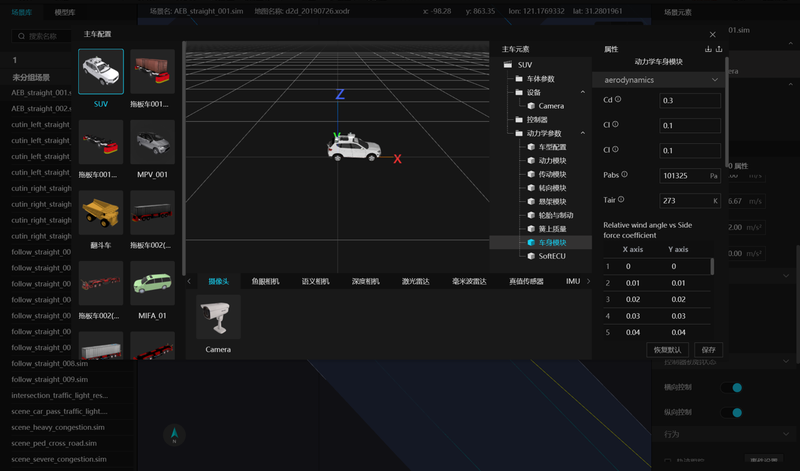 场景库 模型库
场景名: AEB_straight_001.sim 地图名称: d2d_20190726.xodr x: -98.28 y: 863.35 lon: 121.1769332 lat: 31.2801961
场景元素
搜索名称
1
未分组场景
AEB_straight_001.s
AEB_straight_002.s
cutin_left_straight_
cutin_left_straight_
cutin_left_straight_
cutin_left_straight_
cutin_right_straigh
cutin_right_straigh
cutin_right_straigh
cutin_right_straigh
follow_straight_00
follow_straight_00
follow_straight_00
follow_straight_00
follow_straight_00
follow_straight_00
follow_straight_00
follow_straight_008.sim
follow_straight_009.sim
intersection_traffic_light_res...
scene_car_pass_traffic_light....
scene_heavy_congestion.sim
scene_ped_cross_road.sim
scene_severe_congestion.sim
主车配置
SUV
拖板车001...
拖板车001...
MPV_001
翻斗车
拖板车002(...
拖板车002(...
MIFA_01
Z
Y
X
摄像头 鱼眼相机 语义相机 深度相机 激光雷达 毫米波雷达 真值传感器 IMU
Camera
主车元素
SUV
车体参数
设备
Camera
控制器
动力学参数
车型配置
动力模块
传动模块
转向模块
悬架模块
轮胎与制动
簧上质量
车身模块
SoftECU
属性
动力学车身模块
aerodynamics
Cd 0.3
Cl 0.1
Cl 0.1
Pabs 101325 Pa
Tair 273 K
Relative wind angle vs Side
force coefficient
X axis Y axis
1 0 0
2 0.01 0.01
3 0.02 0.02
4 0.03 0.03
5 0.04 0.04
恢复默认 保存
01.sim
era
0 属性
6.67 m/s
2.00 m/s²
0.00 m/s²
横向控制
纵向控制
行为
N